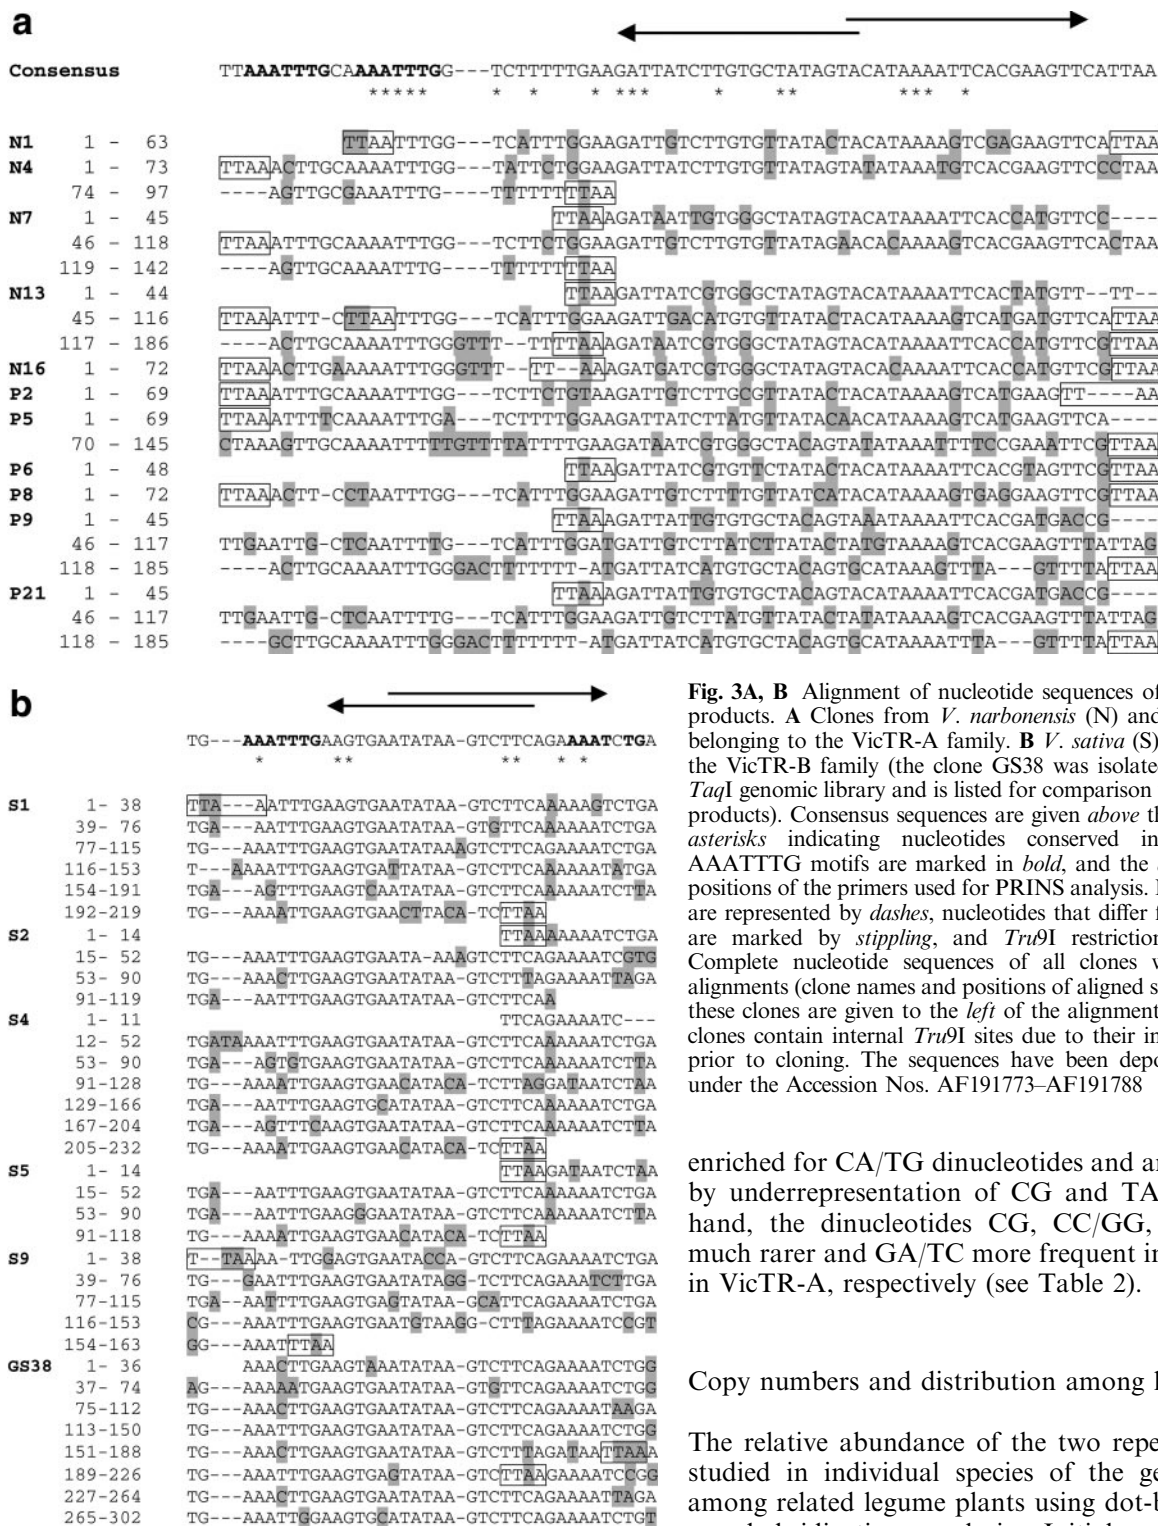 a
Consensus TTAAATTTGCAAAATTTGG---TCTTTTTGAAGATTATCTTGTGCTATAGTACATAAAATTCACGAAGTTCATTAA
***** * * * *** * ** *** *
N1 1 - 63 TTAATTTGG---TCATTTGGAAGATTGTCTTGTGTTATACTACATAAAAGTCGAGAAGTTCATTAA
N4 1 - 73 TTAAACTTGCAAAATTTGG---TATTCTGGAAGATTATCTTGTGTTATAGTATATAAATGTCACGAAGTTCCCTAA
74 - 97 ----AGTTGCGAAATTTG----TTTTTTTTAA
N7 1 - 45 TTAAAGATAATTGTGGGCTATAGTACATAAAATTCACCATGTTCC----
46 - 118 TTAAATTTGCAAAATTTGG---TCTTCTGGAAGATTGTCTTGTGTTATAGAACACAAAAGTCACGAAGTTCACTAA
119 - 142 ----AGTTGCAAAATTTG----TTTTTTTTAA
N13 1 - 44 TTAAGATTATCGTGGGCTATAGTACATAAAATTCACTATGTT--TT--
45 - 116 TTAAATTT-CTTAATTTGG---TCATTTGGAAGATTGACATGTGTTATACTACATAAAAGTCATGATGTTCATTAA
117 - 186 ----ACTTGCAAAATTTGGGTTT--TTTTAAAGATAATCGTGGGCTATAGTACATAAAATTCACCATGTTCGTTAA
N16 1 - 72 TTAAACTTGAAAAATTTGGGTTT--TT--AAAGATGATCGTGGGCTATAGTACACAAAATTCACCATGTTCGTTAA
P2 1 - 69 TTAAATTTGCAAAATTTGG---TCTTCTGTAAGATTGTCTTGCGTTATACTACATAAAAGTCATGAAGTT----AA
P5 1 - 69 TTAAATTTTCAAAATTTGA---TCTTTTGGAAGATTATCTTATGTTATACAACATAAAAGTCATGAAGTTCA----
70 - 145 CTAAAGTTGCAAAATTTTTGTTTTATTTTGAAGATAATCGTGGGCTACAGTATATAAATTTTCCGAAATTCGTTAA
P6 1 - 48 TTAAGATTATCGTGTTCTATACTACATAAAATTCACGTAGTTCGTTAA
P8 1 - 72 TTAAACTT-CCTAATTTGG---TCATTTGGAAGATTGTCTTTTGTTATCATACATAAAAGTGAGGAAGTTCGTTAA
P9 1 - 45 TTAAAGATTATTGTGTGCTACAGTAAATAAAATTCACGATGACCG----
46 - 117 TTGAATTG-CTCAATTTTG---TCATTTGGATGATTGTCTTATCTTATACTATGTAAAAGTCACGAAGTTTATTAG
118 - 185 ----ACTTGCAAAATTTGGGACTTTTTTT-ATGATTATCATGTGCTACAGTGCATAAAGTTTA---GTTTTATTAA
P21 1 - 45 TTAAAGATTATTGTGTGCTACAGTACATAAAATTCACGATGACCG----
46 - 117 TTGAATTG-CTCAATTTTG---TCATTTGGAAGATTGTCTTATGTTATACTATATAAAAGTCACGAAGTTTATTAG
118 - 185 ----GCTTGCAAAATTTGGGACTTTTTTT-ATGATTATCATGTGCTACAGTGCATAAAATTTA---GTTTTATTAA
b
TG---AAATTTGAAGTGAATATAA-GTCTTCAGAAAATCTGA
* ** ** * *
S1 1- 38 TTA---AATTTGAAGTGAATATAA-GTCTTCAAAAAGTCTGA
39- 76 TGA---AATTTGAAGTGAATATAA-GTGTTCAAAAAATCTGA
77-115 TGA---AATTTGAAGTGAATATAAAGTCTTCAGAAAATCTGA
116-153 T---AAAATTTGAAGTGATTATAA-GTCTTCAAAAAATATGA
154-191 TGA---AGTTTGAAGTCAATATAA-GTCTTCAAAAAATCTTA
192-219 TG---AAAATTGAAGTGAACTTACA-TCTTAA
S2 1- 14 TTAAAAAAATCTGA
15- 52 TG---AAATTTGAAGTGAATA-AAAGTCTTCAGAAAATCGTG
53- 90 TG---AAACTTGAAGTGAATATAA-GTCTTTAGAAAATTAGA
91-119 TGA---AATTTGAAGTGAATATAA-GTCTTCAA
S4 1- 11 TTCAGAAAATC---
12- 52 TGATAAAATTTGAAGTGAATATAA-GTCTTCAAAAAATCTGA
53- 90 TGA---AGTGTGAAGTGAATATAA-GTCTTCAAAAAATCTTA
91-128 TG---AAAATTGAAGTGAACATACA-TCTTAGGATAATCTAA
129-166 TGA---AATTTGAAGTGCATATAA-GTCTTCAAAAAATCTGA
167-204 TGA---AGTTTCAAGTGAATATAA-GTCTTCAAAAAATCTTA
205-232 TG---AAAATTGAAGTGAACATACA-TCTTAA
S5 1- 14 TTAAGATAATCTAA
15- 52 TGA---AATTTGAAGTGAATATAA-GTCTTCAAAAAATCTGA
53- 90 TGA---AATTTGAAGGGAATATAA-GTCTTCAAAAAATCTTA
91-118 TG---AAAATTGAAGTGAACATACA-TCTTAA
S9 1- 38 T--TAAAA-TTGGAGTGAATACCA-GTCTTCAGAAAATCTGA
39- 76 TG---GAATTTGAAGTGAATATAGG-TCTTCAGAAATCTTGA
77-115 TGA---AATTTTGAAGTGAGTATAA-GCATTCAGAAAATCTGA
116-153 CG---AAATTTGAAGTGAATGTAAGG-CTTTAGAAAATCCGT
154-163 GG---AAATTTAA
GS38 1- 36 AAACTTGAAGTAAATATAA-GTCTTCAGAAAATCTGG
37- 74 AG---AAAAATGAAGTGAATATAA-GTGTTCAGAAAATCTGG
75-112 TG---AAACTTGAAGTGAATATAA-GTCTTCAGAAAATAAGA
113-150 TG---AAATTTGAAGTGAATATAA-GTCTTCAGAAAATCTGG
151-188 TG---AAACTTGAAGTGAATATAA-GTCTTTAGATAATTAAA
189-226 TG---AAATTTGAAGTGAGTATAA-GTCTTAAGAAAATCCGG
227-264 TG---AAACTTGAAGTGAATATAA-GTCTTCAGAAAATTAGA
265-302 TG---AAATTTGGAAGTGCATATAA-GTCTTCAGAAAATCTGT
Fig. 3A, B Alignment of nucleotide sequences of
products. A Clones from V. narbonensis (N) and
belonging to the VicTR-A family. B V. sativa (S)
the VicTR-B family (the clone GS38 was isolated
TaqI genomic library and is listed for comparison
products). Consensus sequences are given above th
asterisks indicating nucleotides conserved in
AAATTTG motifs are marked in bold, and the
positions of the primers used for PRINS analysis.
are represented by dashes, nucleotides that differ f
are marked by stippling, and Tru9I restriction
Complete nucleotide sequences of all clones w
alignments (clone names and positions of aligned s
these clones are given to the left of the alignment
clones contain internal Tru9I sites due to their in
prior to cloning. The sequences have been depo
under the Accession Nos. AF191773–AF191788
enriched for CA/TG dinucleotides and ar
by underrepresentation of CG and TA
hand, the dinucleotides CG, CC/GG,
much rarer and GA/TC more frequent in
in VicTR-A, respectively (see Table 2).
Copy numbers and distribution among l
The relative abundance of the two repe
studied in individual species of the ge
among related legume plants using dot-b